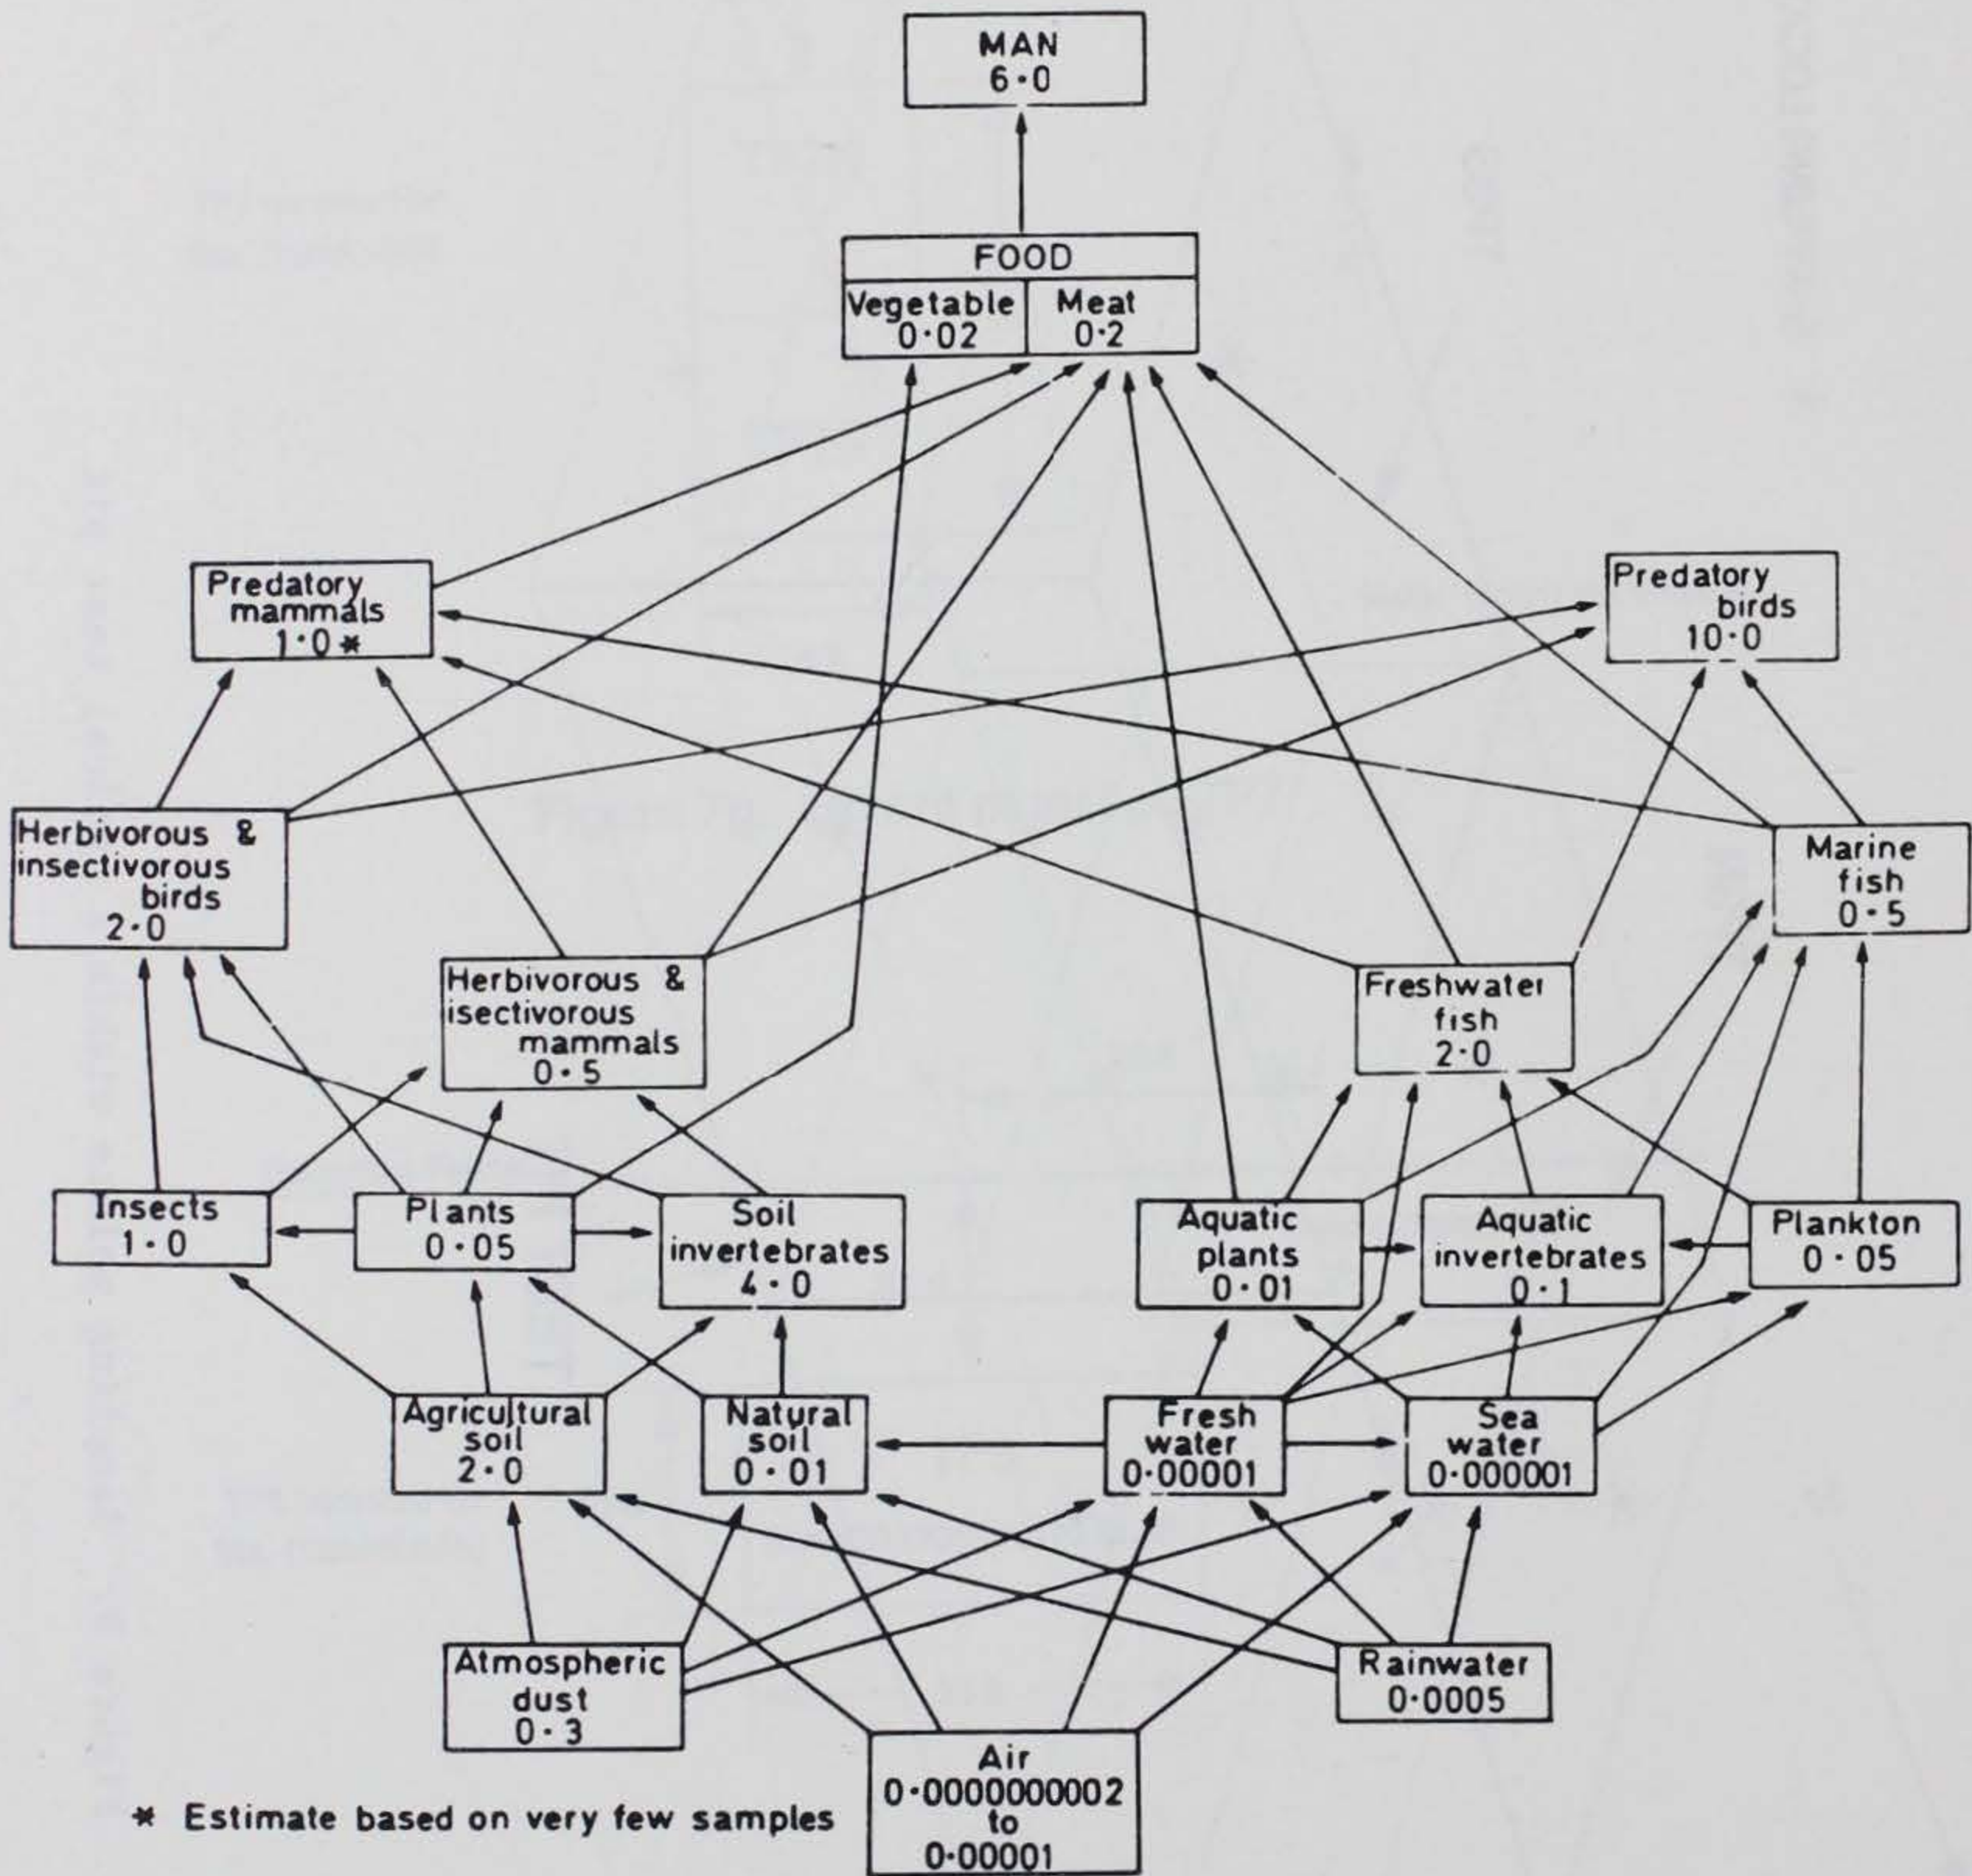 MAN
6·0
FOOD
Vegetable
0·02
Meat
0·2
Predatory
mammals
1·0*
Predatory
birds
10·0
Herbivorous &
insectivorous
birds
2·0
Marine
fish
0·5
Herbivorous &
isectivorous
mammals
0·5
Freshwater
fish
2·0
Insects
1·0
Plants
0·05
Soil
invertebrates
4·0
Aquatic
plants
0·01
Aquatic
invertebrates
0·1
Plankton
0·05
Agricultural
soil
2·0
Natural
soil
0·01
Fresh
water
0·00001
Sea
water
0·000001
Atmospheric
dust
0·3
Rainwater
0·0005
Air
0·0000000002
to
0·00001
* Estimate based on very few samples